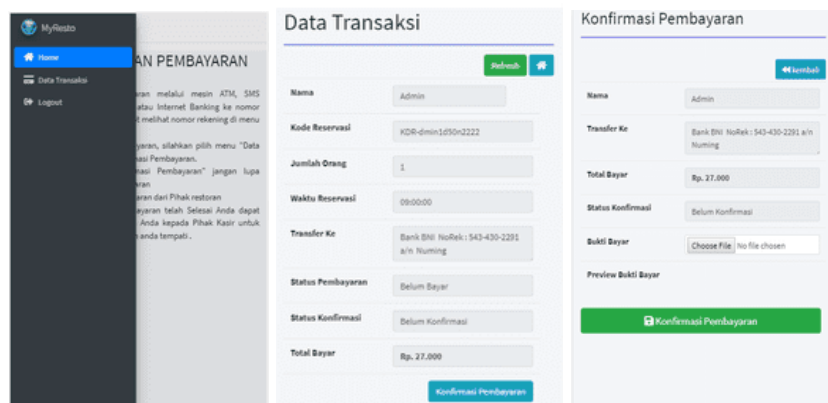 MyResto
Home
Data Transaksi
Logout
AN PEMBAYARAN
aran melalui mesin ATM, SMS
atau Internet Banking ke nomor
t melihat nomor rekening di menu
yaran, silahkan pilih menu "Data
asi Pembayaran.
masi Pembayaran" jangan lupa
aran
aran dari Pihak restoran
ayaran telah Selesai Anda dapat
Anda kepada Pihak Kasir untuk
anda tempati .
Data Transaksi
Refresh
Nama
Admin
Kode Reservasi
KDR-dmin1d50n2222
Jumlah Orang
1
Waktu Reservasi
09:00:00
Transfer Ke
Bank BNI NoRek : 543-430-2291
a/n Numing
Status Pembayaran
Belum Bayar
Status Konfirmasi
Belum Konfirmasi
Total Bayar
Rp. 27.000
Konfirmasi Pembayaran
Konfirmasi Pembayaran
Kembali
Nama
Admin
Transfer Ke
Bank BNI NoRek : 543-430-2291 a/n
Numing
Total Bayar
Rp. 27.000
Status Konfirmasi
Belum Konfirmasi
Bukti Bayar
Choose File No file chosen
Preview Bukti Bayar
Konfirmasi Pembayaran